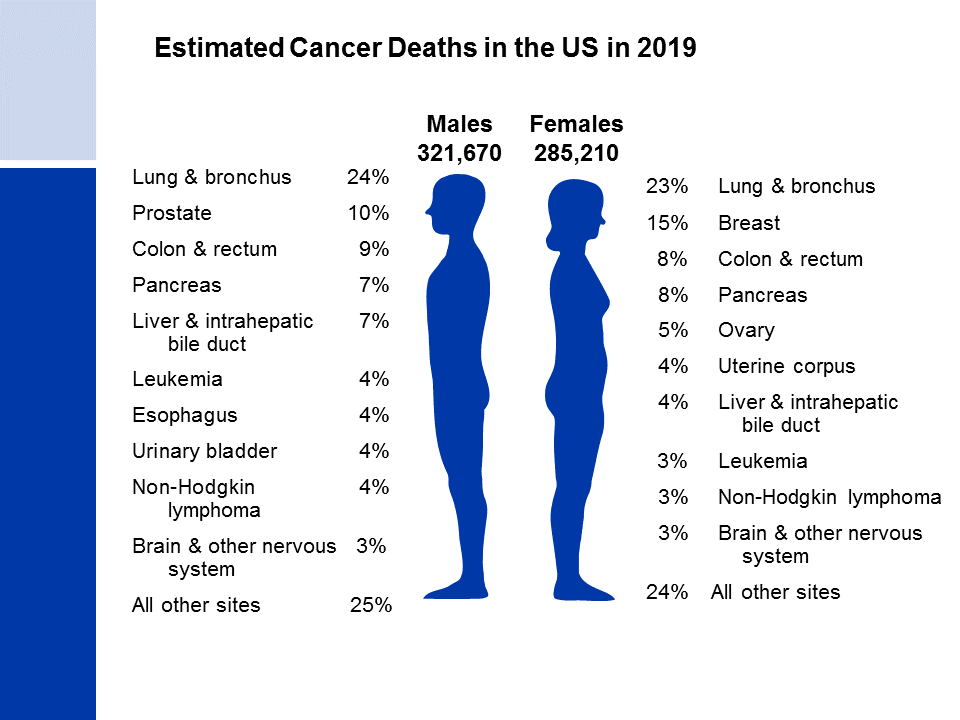 Estimated Cancer Deaths in the US in 2019
Males
321,670
Females
285,210
Lung & bronchus 24%
Prostate 10%
Colon & rectum 9%
Pancreas 7%
Liver & intrahepatic 7%
bile duct
Leukemia 4%
Esophagus 4%
Urinary bladder 4%
Non-Hodgkin 4%
lymphoma
Brain & other nervous 3%
system
All other sites 25%
23% Lung & bronchus
15% Breast
8% Colon & rectum
8% Pancreas
5% Ovary
4% Uterine corpus
4% Liver & intrahepatic
bile duct
3% Leukemia
3% Non-Hodgkin lymphoma
3% Brain & other nervous
system
24% All other sites